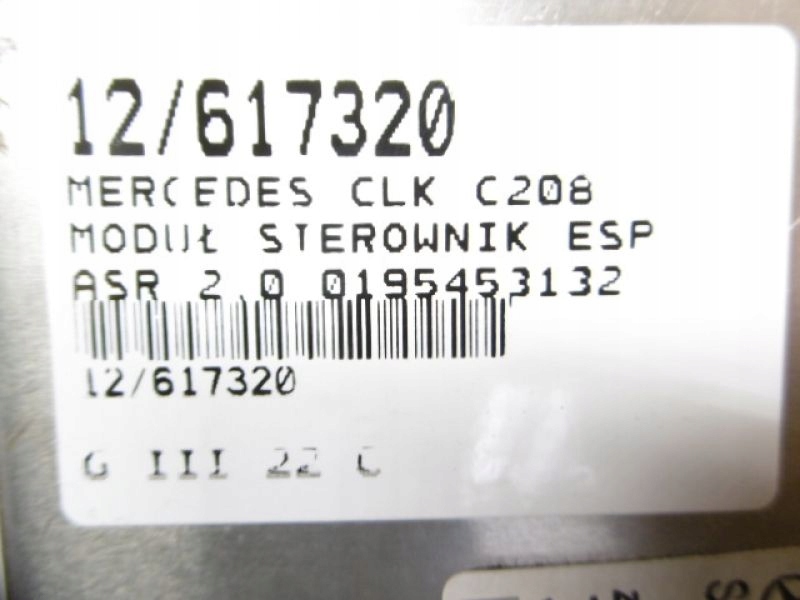 12/617320
MERCEDES CLK C208
MODUŁ STEROWNIK ESP
ASR 2.0 0195453132
12/617320
G III 22 C